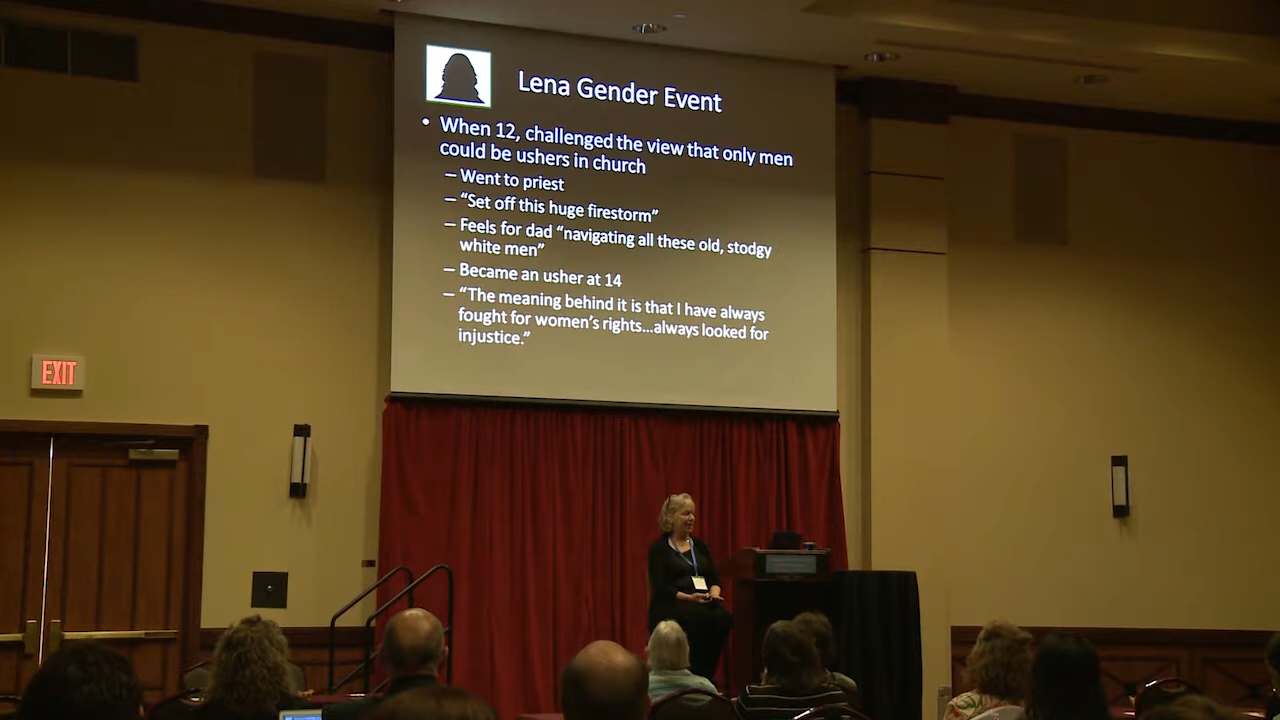 Lena Gender Event
• When 12, challenged the view that only men
could be ushers in church
– Went to priest
– “Set off this huge firestorm”
– Feels for dad “navigating all these old, stodgy
white men”
– Became an usher at 14
– “The meaning behind it is that I have always
fought for women’s rights...always looked for
injustice.”
EXIT